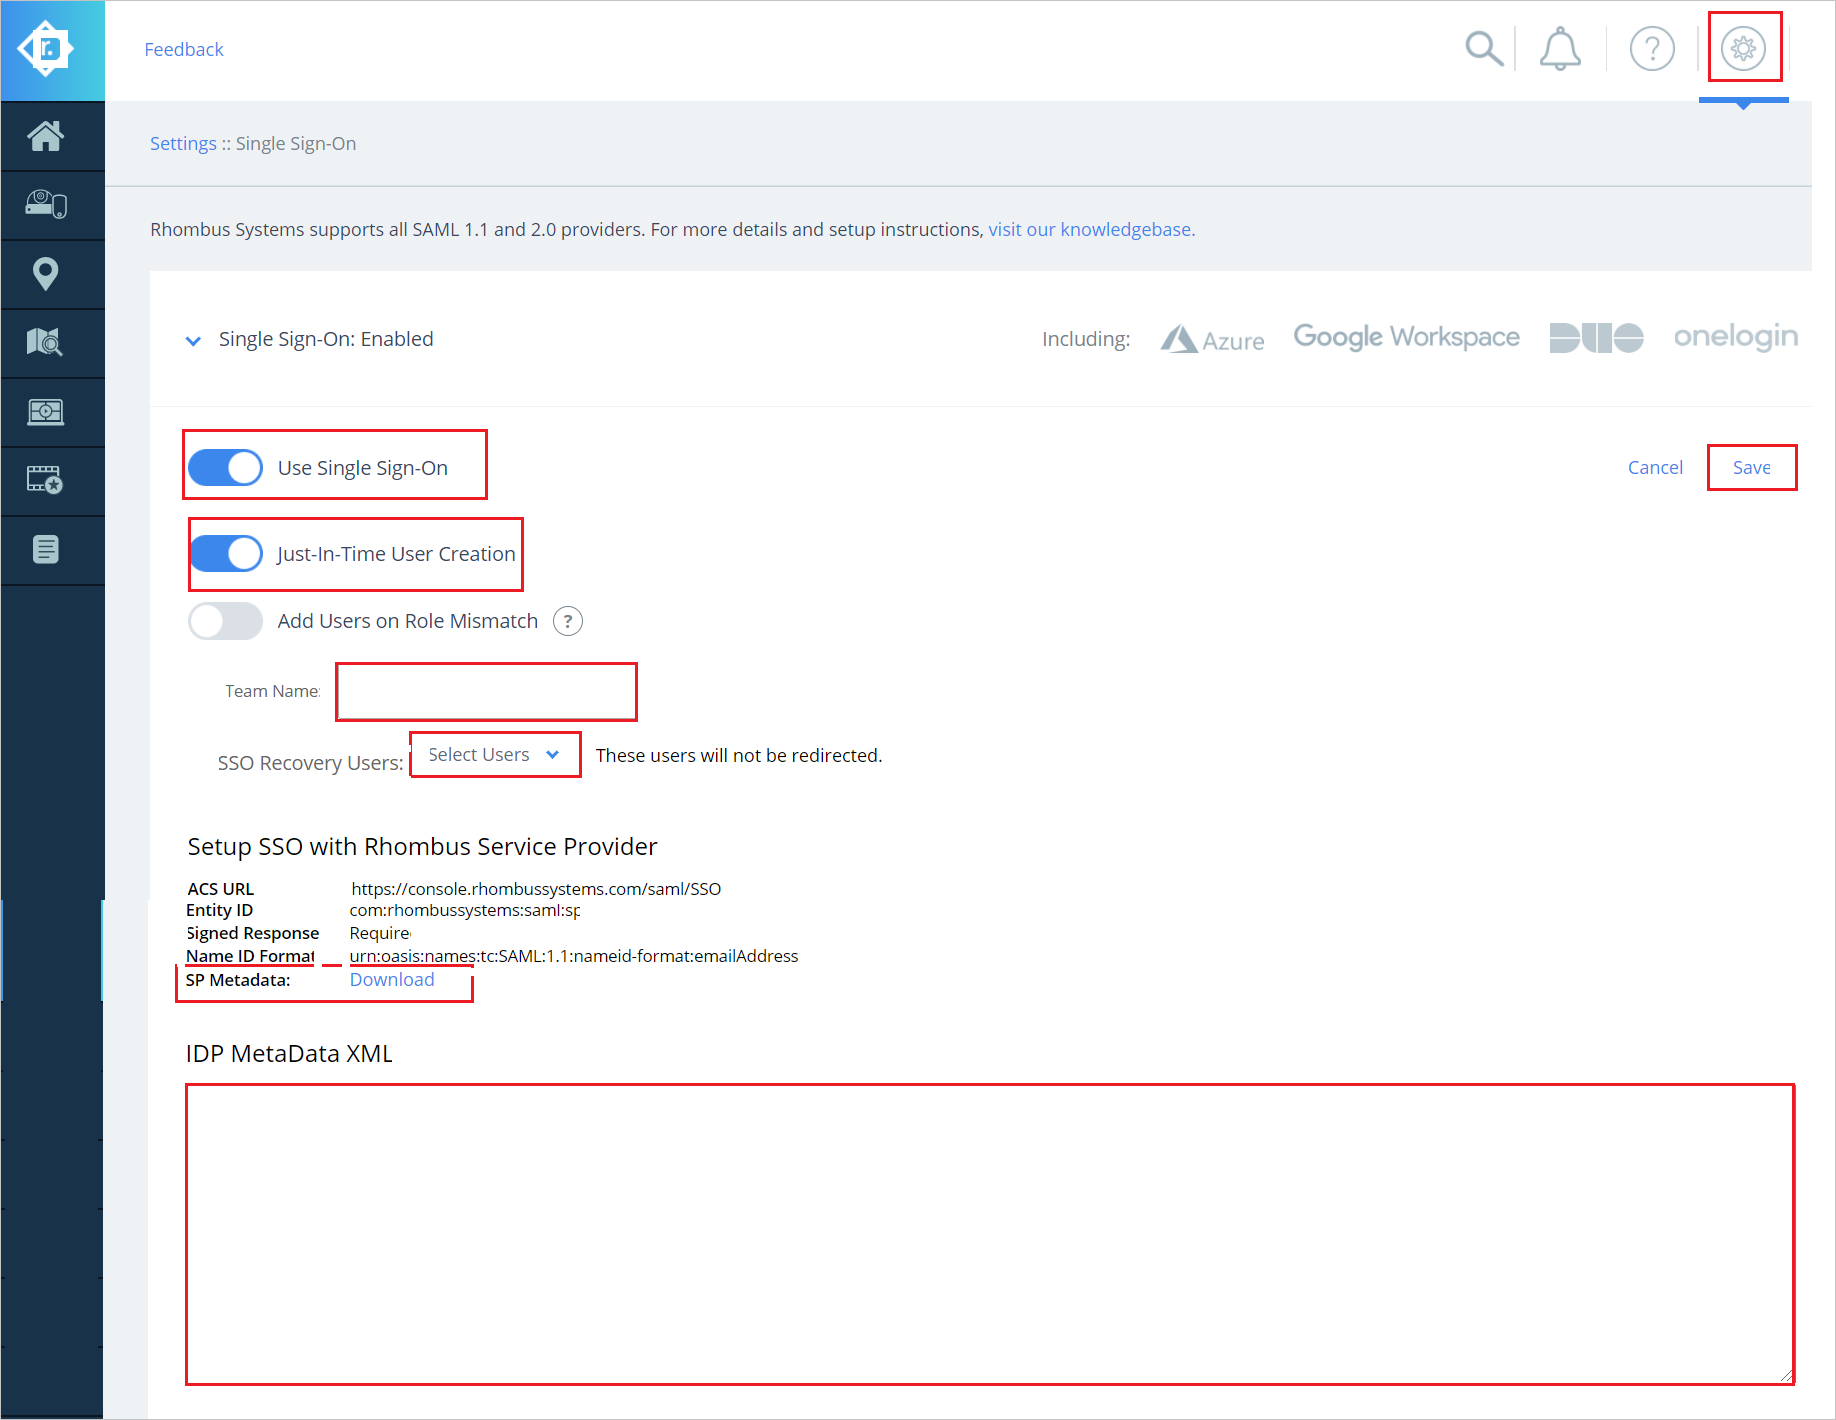 r.
Feedback
?
Settings :: Single Sign-On
Rhombus Systems supports all SAML 1.1 and 2.0 providers. For more details and setup instructions, visit our knowledgebase.
Single Sign-On: Enabled
Including: Azure Google Workspace DUO onelogin
Use Single Sign-On
Cancel Save
Just-In-Time User Creation
Add Users on Role Mismatch ?
Team Name:
SSO Recovery Users: Select Users These users will not be redirected.
Setup SSO with Rhombus Service Provider
ACS URL https://console.rhombussystems.com/saml/SSO
Entity ID com:rhombussystems:saml:sp
Signed Response Require
Name ID Format urn:oasis:names:tc:SAML:1.1:nameid-format:emailAddress
SP Metadata: Download
IDP MetaData XML